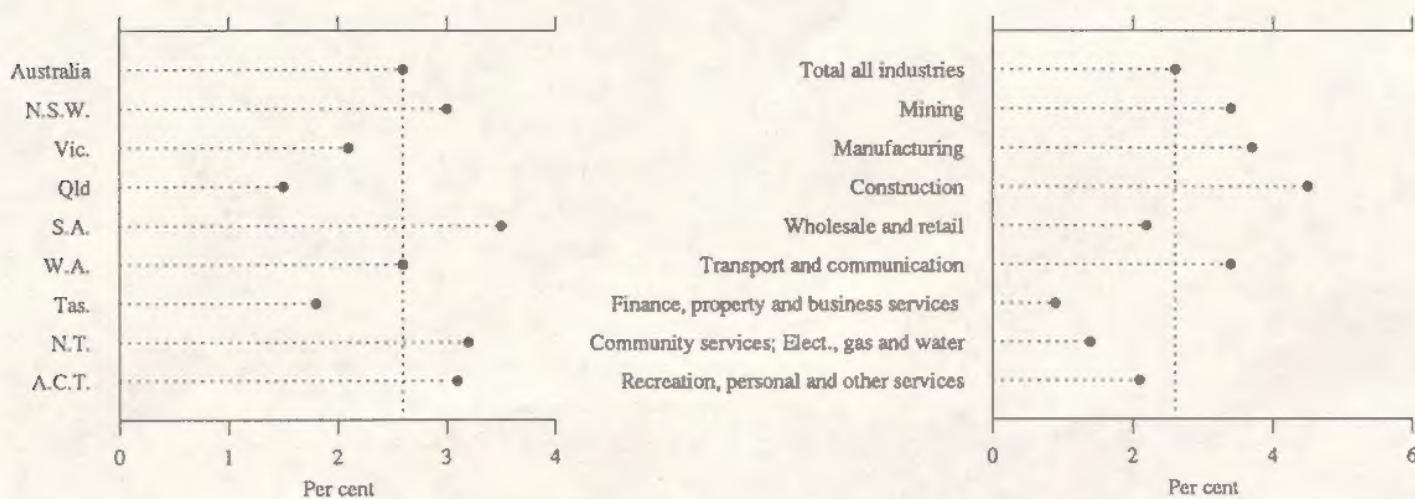 Australia
N.S.W.
Vic.
Qld
S.A.
W.A.
Tas.
N.T.
A.C.T.
0 1 2 3 4
Per cent
Total all industries
Mining
Manufacturing
Construction
Wholesale and retail
Transport and communication
Finance, property and business services
Community services; Elect., gas and water
Recreation, personal and other services
0 2 4 6
Per cent